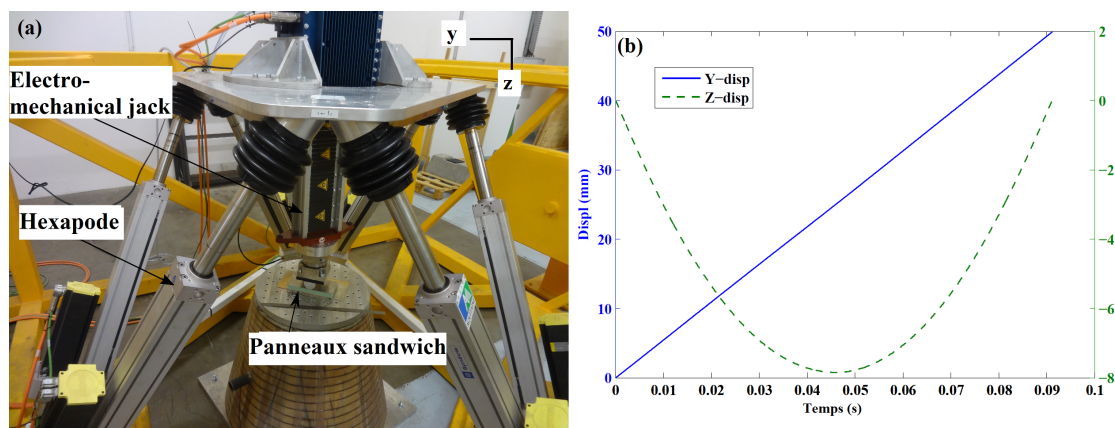 (a)
y
z
Electro-
mechanical jack
Hexapode
Panneaux sandwich
(b)
Y-disp
Z-disp
Displ (mm)
50
40
30
20
10
0
2
0
-2
-4
-6
-8
0 0.01 0.02 0.03 0.04 0.05 0.06 0.07 0.08 0.09 0.1
Temps (s)